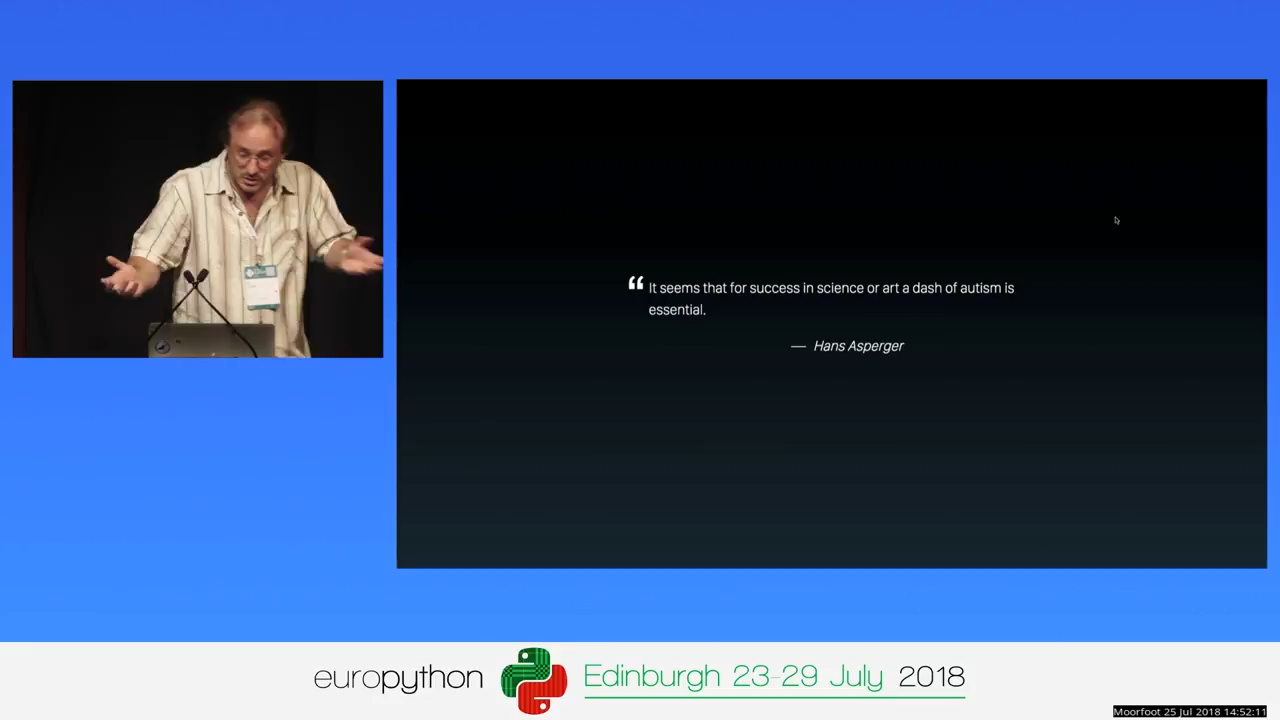 “ It seems that for success in science or art a dash of autism is
essential.
— Hans Asperger
europython
Edinburgh 23-29 July 2018
Moorfoot 25 Jul 2018 14:52:11